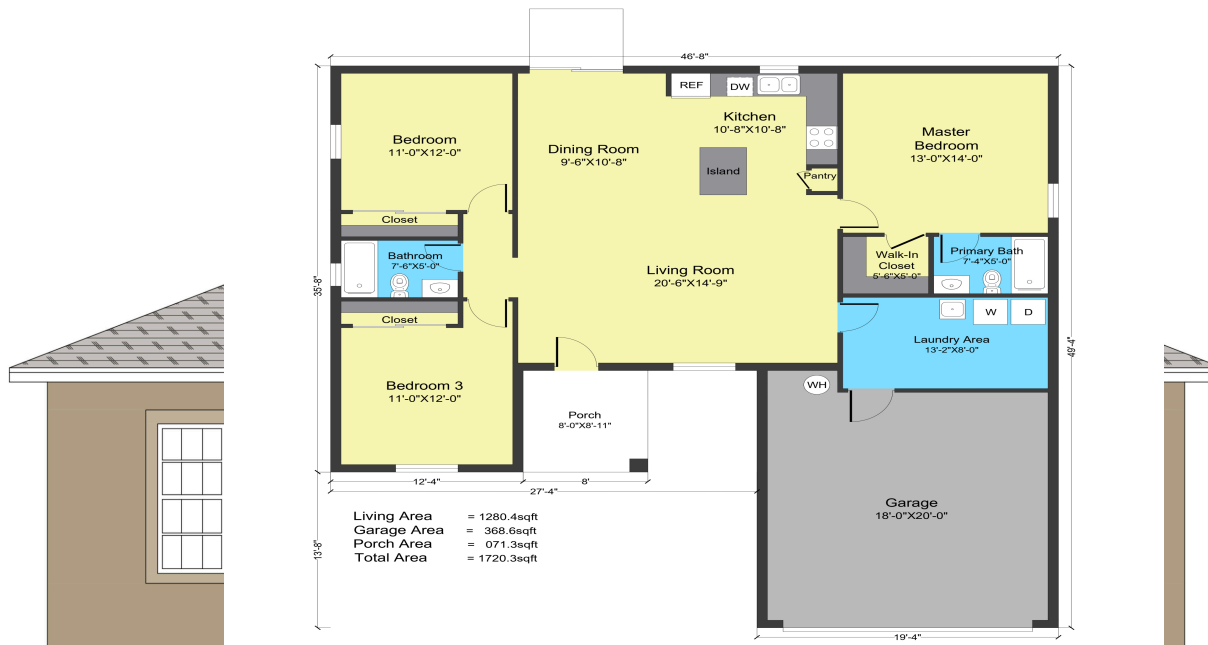 46'-8"
REF
DW
Kitchen
10'-8"X10'-8"
Bedroom
11'-0"X12'-0"
Dining Room
9'-6"X10'-8"
Master
Bedroom
13'-0"X14'-0"
Island
Pantry
Closet
Bathroom
7'-6"X5'-0"
Walk-In
Closet
5'-6"X5'-0"
Primary Bath
7'-4"X5'-0"
Living Room
20'-6"X14'-9"
35'-8"
49'-4"
Closet
W
D
Laundry Area
13'-2"X8'-0"
Bedroom 3
11'-0"X12'-0"
WH
Porch
8'-0"X8'-11"
12'-4"
8'
27'-4"
Garage
18'-0"X20'-0"
Living Area = 1280.4sqft
Garage Area = 368.6sqft
Porch Area = 071.3sqft
Total Area = 1720.3sqft
13'-8"
19'-4"